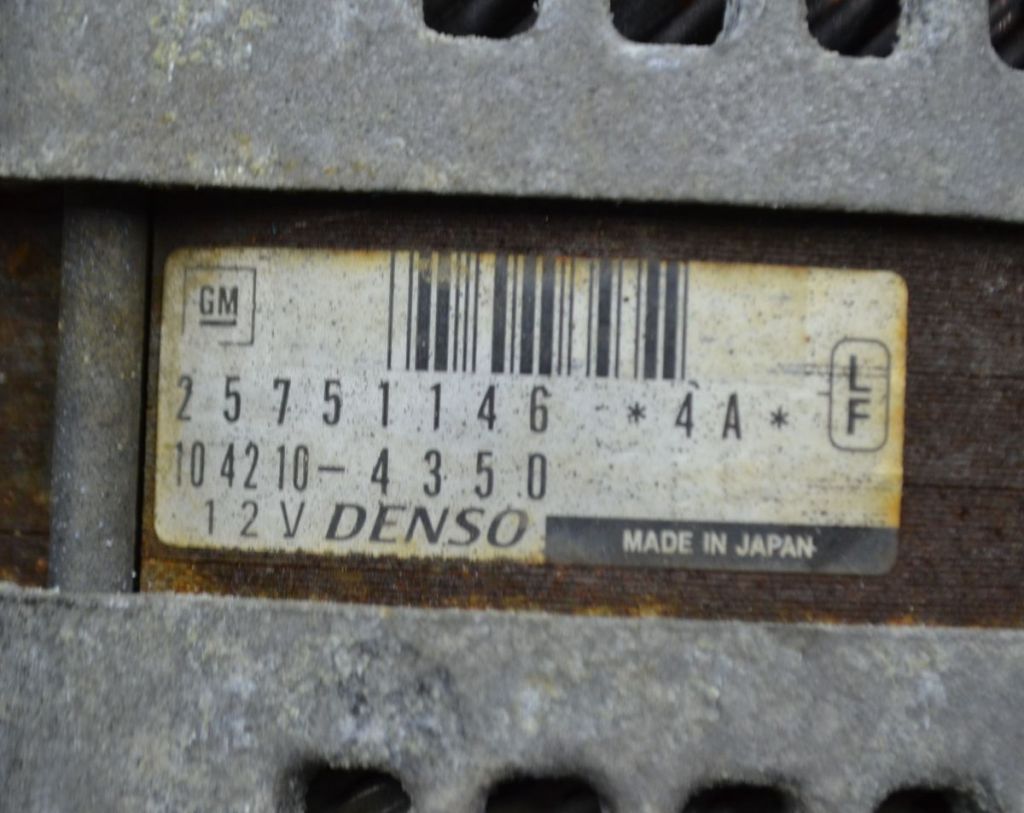 GM
25751146 *4A*
LF
104210-4350
12V DENSO
MADE IN JAPAN